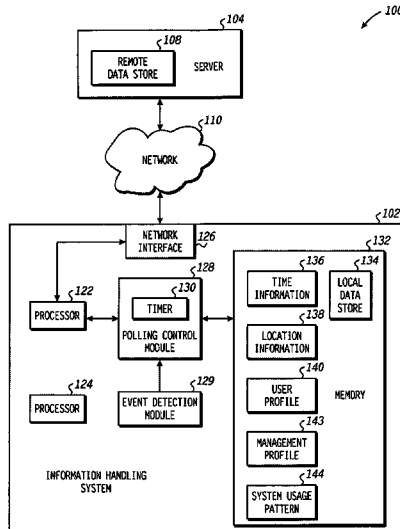 100
104
108
REMOTE
DATA STORE
SERVER
110
NETWORK
102
NETWORK
INTERFACE
126
132
128
136
134
130
TIME
INFORMATION
LOCAL
DATA
STORE
122
TIMER
PROCESSOR
POLLING CONTROL
MODULE
138
LOCATION
INFORMATION
124
129
140
PROCESSOR
EVENT DETECTION
MODULE
USER
PROFILE
MEMORY
143
MANAGEMENT
PROFILE
INFORMATION HANDLING
SYSTEM
144
SYSTEM USAGE
PATTERN